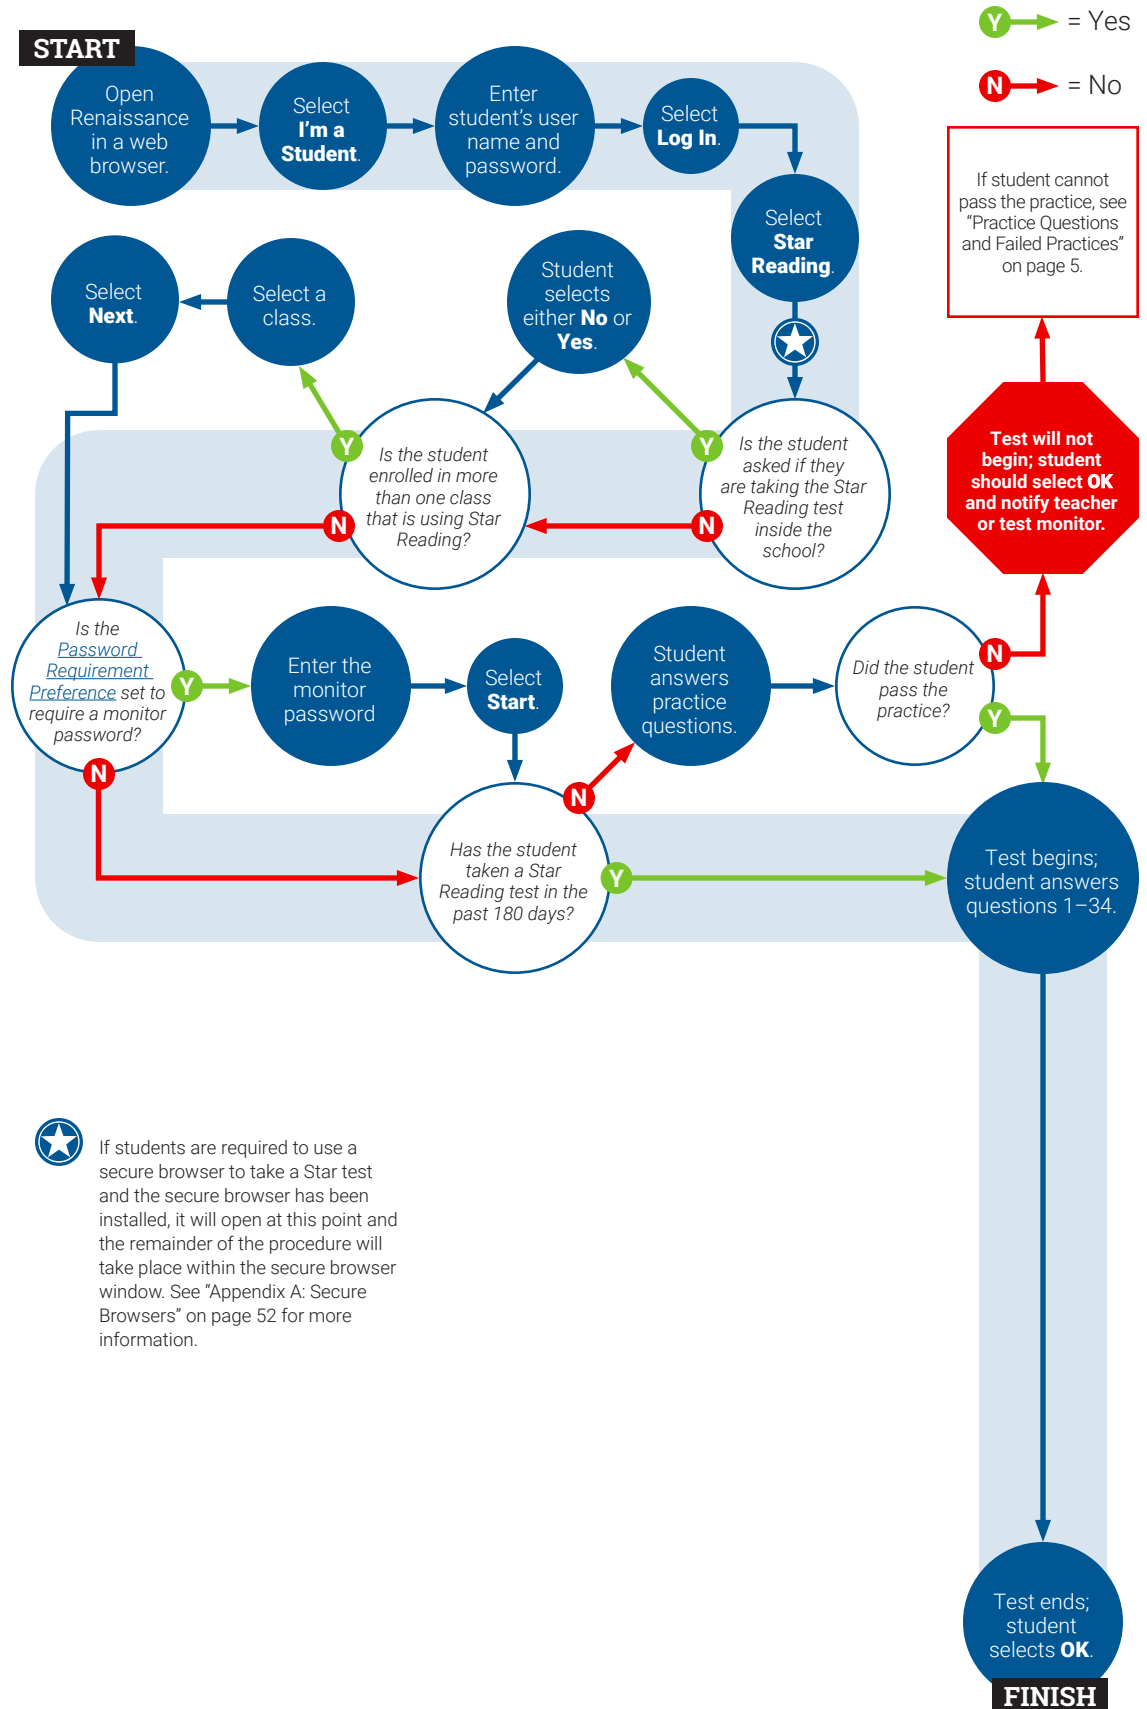 START
Open
Renaissance
in a web
browser.
Select
I'm a
Student.
Enter
student's user
name and
password.
Select
Log In.
Select
Star
Reading.
Y = Yes
N = No
If student cannot
pass the practice, see
“Practice Questions
and Failed Practices”
on page 5.
Select
Next.
Select a
class.
Student
selects
either No or
Yes.
Y
Is the student
enrolled in more
than one class
that is using Star
Reading?
N
Y
Is the student
asked if they
are taking the Star
Reading test
inside the
school?
N
Test will not
begin; student
should select OK
and notify teacher
or test monitor.
Is the
Password
Requirement
Preference set to
require a monitor
password?
Y
N
Enter the
monitor
password
Select
Start.
Student
answers
practice
questions.
Did the student
pass the
practice?
N
Y
N
Has the student
taken a Star
Reading test in the
past 180 days?
Y
Test begins;
student answers
questions 1–34.
If students are required to use a
secure browser to take a Star test
and the secure browser has been
installed, it will open at this point and
the remainder of the procedure will
take place within the secure browser
window. See “Appendix A: Secure
Browsers” on page 52 for more
information.
Test ends;
student
selects OK.
FINISH